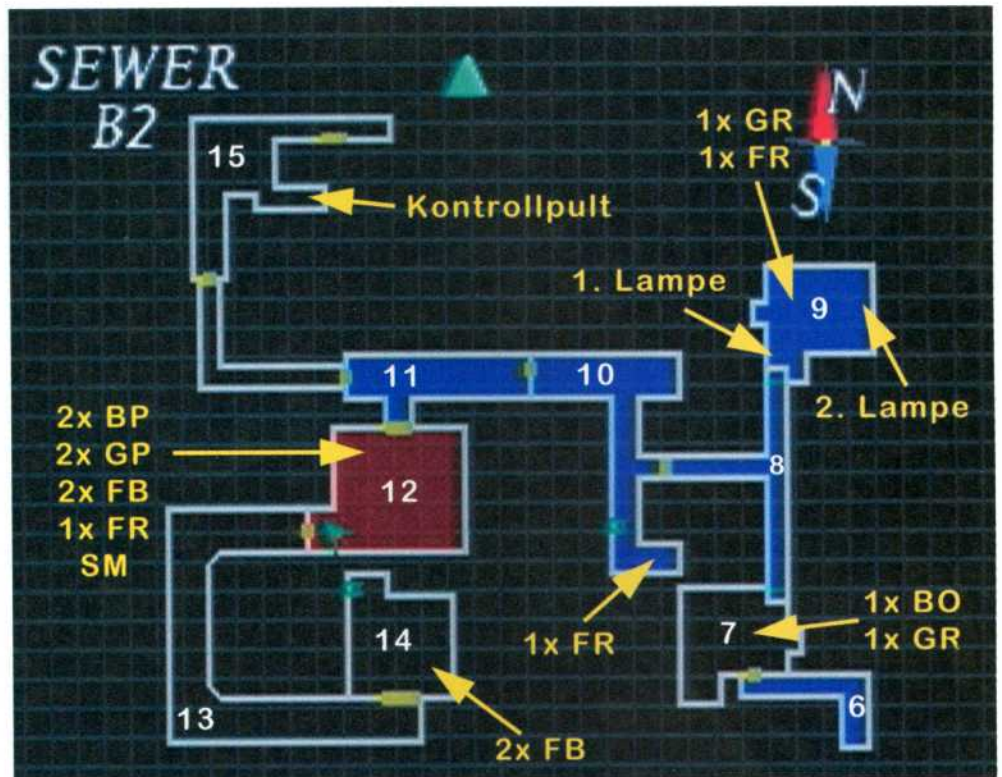 SEWER
B2
N
S
1x GR
1x FR
15
Kontrollpult
1. Lampe
9
2. Lampe
11
10
2x BP
2x GP
2x FB
1x FR
SM
12
8
1x FR
7
1x BO
1x GR
14
6
13
2x FB